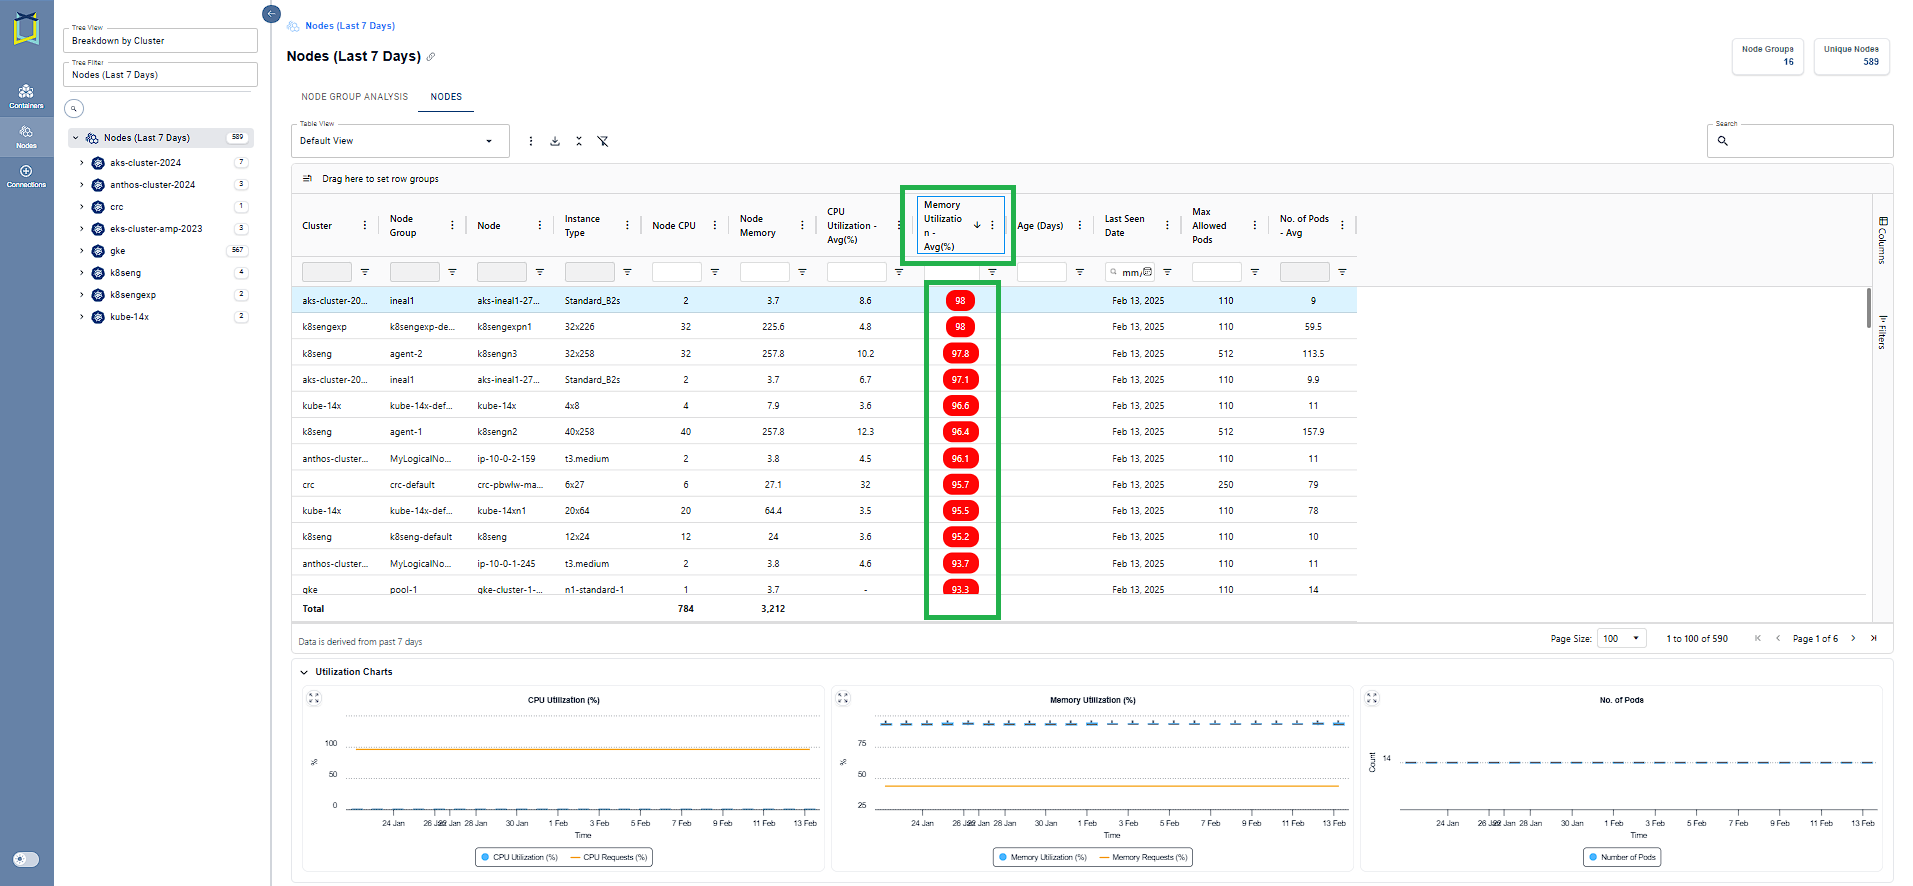 Nodes (Last 7 Days)
Nodes (Last 7 Days)
Node Groups
16
Unique Nodes
589
Containers
Nodes
Connections
Tree View
Breakdown by Cluster
Tree Filter
Nodes (Last 7 Days)
Nodes (Last 7 Days) 589
aks-cluster-2024 7
anthos-cluster-2024 3
crc 1
eks-cluster-amp-2023 3
gke 567
k8seng 4
k8sengexp 2
kube-14x 2
NODE GROUP ANALYSIS NODES
Table View
Default View
Search
Drag here to set row groups
Cluster
Node
Group
Node
Instance
Type
Node CPU
Node
Memory
CPU
Utilization -
Avg(%)
Memory
Utilizatio
n -
Avg(%)
Age (Days)
Last Seen
Date
Max
Allowed
Pods
No. of Pods
- Avg
mm/
aks-cluster-20... ineal1 aks-ineal1-27... Standard_B2s 2 3.7 8.6 98 Feb 13, 2025 110 9
k8sengexp k8sengexp-de... k8sengexpn1 32x226 32 225.6 4.8 98 Feb 13, 2025 110 59.5
k8seng agent-2 k8sengn3 32x258 32 257.8 10.2 97.8 Feb 13, 2025 512 113.5
aks-cluster-20... ineal1 aks-ineal1-27... Standard_B2s 2 3.7 6.7 97.1 Feb 13, 2025 110 9.9
kube-14x kube-14x-def... kube-14x 4x8 4 7.9 3.6 96.6 Feb 13, 2025 110 11
k8seng agent-1 k8sengn2 40x258 40 257.8 12.3 96.4 Feb 13, 2025 512 157.9
anthos-cluster... MyLogicalNo... ip-10-0-2-159 t3.medium 2 3.8 4.5 96.1 Feb 13, 2025 110 11
crc crc-default crc-pbwlw-ma... 6x27 6 27.1 32 95.7 Feb 13, 2025 250 79
kube-14x kube-14x-def... kube-14xn1 20x64 20 64.4 3.5 95.5 Feb 13, 2025 110 78
k8seng k8seng-default k8seng 12x24 12 24 3.6 95.2 Feb 13, 2025 110 10
anthos-cluster... MyLogicalNo... ip-10-0-1-245 t3.medium 2 3.8 4.6 93.7 Feb 13, 2025 110 11
gke pool-1 gke-cluster-1-... n1-standard-1 1 3.7 - 93.3 Feb 13, 2025 110 14
Total 784 3,212
Columns
Filters
Data is derived from past 7 days
Page Size: 100 1 to 100 of 590 Page 1 of 6
Utilization Charts
CPU Utilization (%)
100
50
0
%
24 Jan 26 Jan 28 Jan 30 Jan 1 Feb 3 Feb 5 Feb 7 Feb 9 Feb 11 Feb 13 Feb
Time
CPU Utilization (%) CPU Requests (%)
Memory Utilization (%)
75
50
25
%
24 Jan 26 Jan 28 Jan 30 Jan 1 Feb 3 Feb 5 Feb 7 Feb 9 Feb 11 Feb 13 Feb
Time
Memory Utilization (%) Memory Requests (%)
No. of Pods
14
Count
24 Jan 26 Jan 28 Jan 30 Jan 1 Feb 3 Feb 5 Feb 7 Feb 9 Feb 11 Feb 13 Feb
Time
Number of Pods